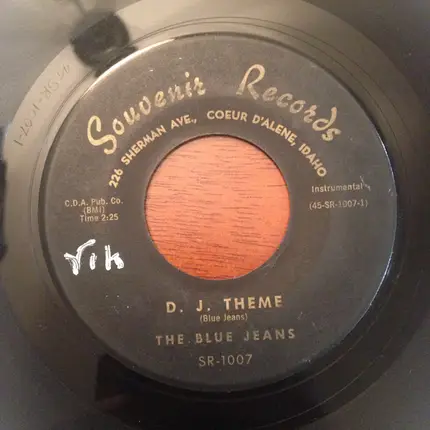 Souvenir Records
226 SHERMAN AVE., COEUR D'ALENE, IDAHO
C.D.A. Pub. Co.
(BMI)
Time 2:25
Instrumental
(45-SR-1007-1)
D. J. THEME
(Blue Jeans)
THE BLUE JEANS
SR-1007